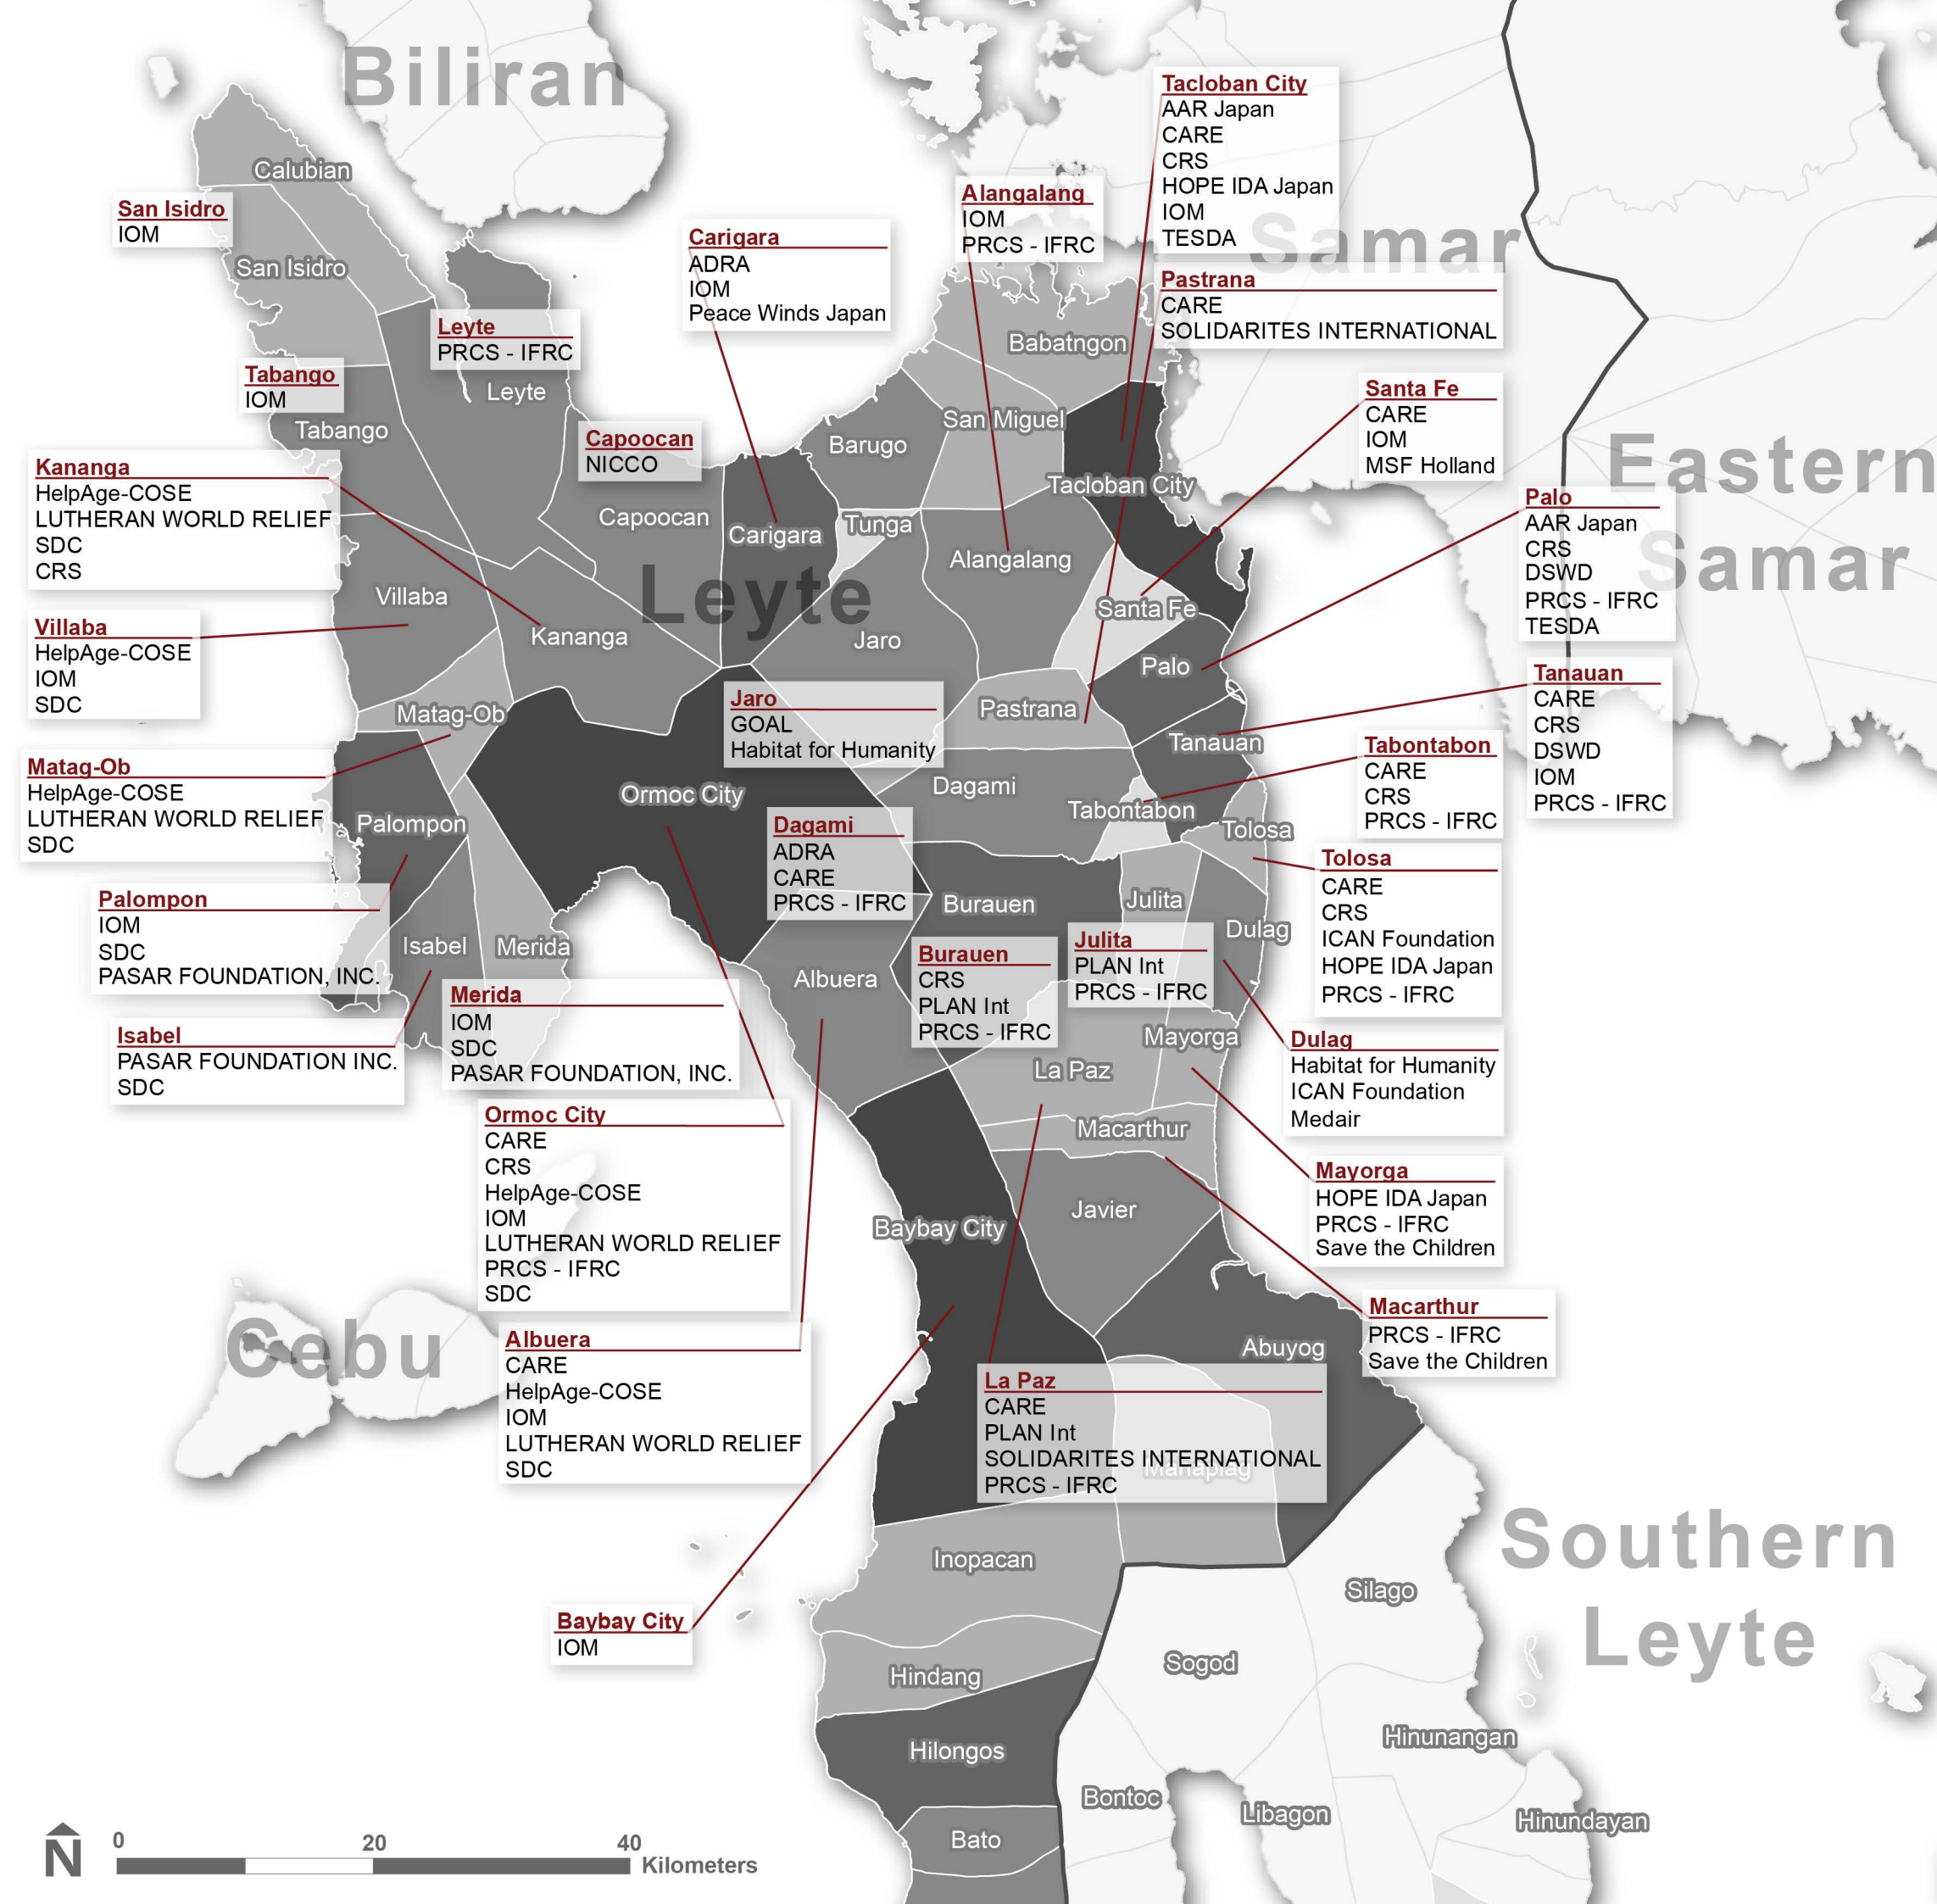 Biliran
Samar
Eastern
Samar
Leyte
Cebu
Southern
Leyte
Calubian
San Isidro
IOM
San Isidro
Leyte
PRCS - IFRC
Leyte
Tabango
IOM
Tabango
Carigara
ADRA
IOM
Peace Winds Japan
Alangalang
IOM
PRCS - IFRC
Tacloban City
AAR Japan
CARE
CRS
HOPE IDA Japan
IOM
TESDA
Pastrana
CARE
SOLIDARITES INTERNATIONAL
Babatngon
San Miguel
Barugo
Tacloban City
Capoocan
NICCO
Capoocan
Carigara
Tunga
Alangalang
Santa Fe
CARE
IOM
MSF Holland
Palo
AAR Japan
CRS
DSWD
PRCS - IFRC
TESDA
Kananga
HelpAge-COSE
LUTHERAN WORLD RELIEF
SDC
CRS
Villaba
HelpAge-COSE
IOM
SDC
Villaba
Kananga
Jaro
Santa Fe
Palo
Matag-Ob
Pastrana
Tanauan
Tanauan
CARE
CRS
DSWD
IOM
PRCS - IFRC
Jaro
GOAL
Habitat for Humanity
Tabontabon
CARE
CRS
PRCS - IFRC
Matag-Ob
HelpAge-COSE
LUTHERAN WORLD RELIEF
SDC
Palompon
Ormoc City
Dagami
Tabontabon
Tolosa
Dagami
ADRA
CARE
PRCS - IFRC
Tolosa
CARE
CRS
ICAN Foundation
HOPE IDA Japan
PRCS - IFRC
Palompon
IOM
SDC
PASAR FOUNDATION, INC.
Isabel
Merida
Albuera
Burauen
Julita
Dulag
Burauen
CRS
PLAN Int
PRCS - IFRC
Julita
PLAN Int
PRCS - IFRC
Isabel
PASAR FOUNDATION INC.
SDC
Merida
IOM
SDC
PASAR FOUNDATION, INC.
Mayorga
La Paz
Macarthur
Javier
Dulag
Habitat for Humanity
ICAN Foundation
Medair
Ormoc City
CARE
CRS
HelpAge-COSE
IOM
LUTHERAN WORLD RELIEF
PRCS - IFRC
SDC
Mayorga
HOPE IDA Japan
PRCS - IFRC
Save the Children
Baybay City
Macarthur
PRCS - IFRC
Save the Children
Abuyog
Albuera
CARE
HelpAge-COSE
IOM
LUTHERAN WORLD RELIEF
SDC
La Paz
CARE
PLAN Int
SOLIDARITES INTERNATIONAL
PRCS - IFRC
Mahaplag
Baybay City
IOM
Inopacan
Hindang
Hilongos
Bato
Silago
Sogod
Hinunangan
Bontoc
Libagon
Hinundayan
N
0 20 40
Kilometers